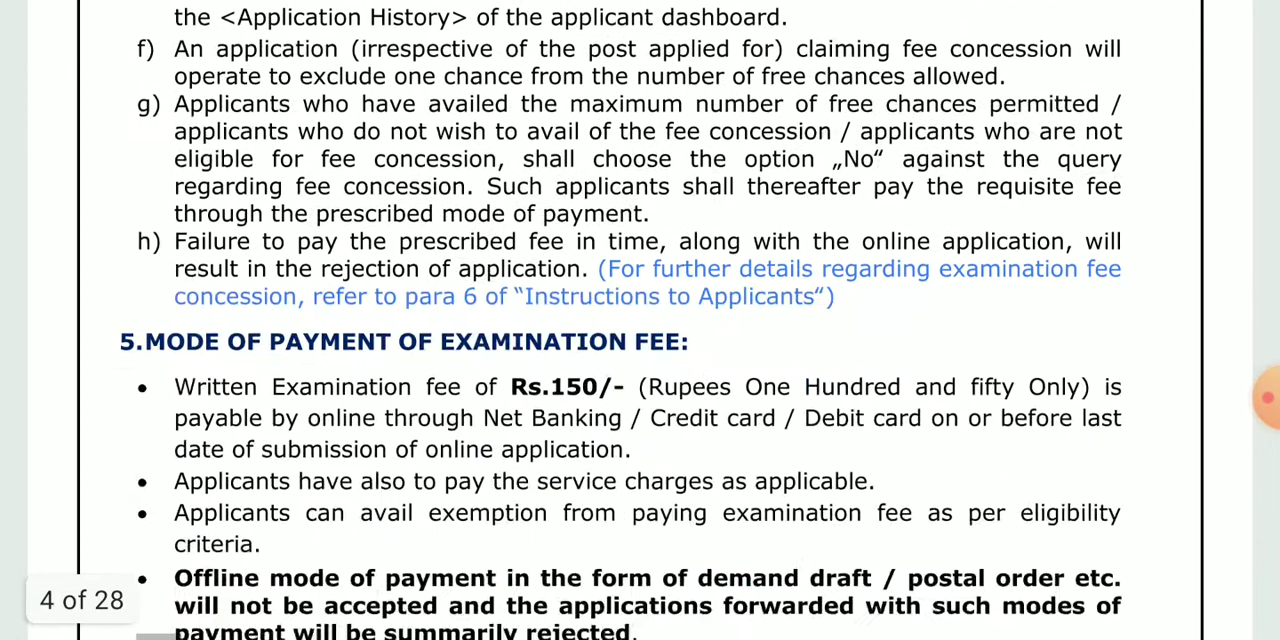 the <Application History> of the applicant dashboard.
f) An application (irrespective of the post applied for) claiming fee concession will
operate to exclude one chance from the number of free chances allowed.
g) Applicants who have availed the maximum number of free chances permitted /
applicants who do not wish to avail of the fee concession / applicants who are not
eligible for fee concession, shall choose the option „No‟ against the query
regarding fee concession. Such applicants shall thereafter pay the requisite fee
through the prescribed mode of payment.
h) Failure to pay the prescribed fee in time, along with the online application, will
result in the rejection of application. (For further details regarding examination fee
concession, refer to para 6 of “Instructions to Applicants‟)
5.MODE OF PAYMENT OF EXAMINATION FEE:
• Written Examination fee of Rs.150/- (Rupees One Hundred and fifty Only) is
payable by online through Net Banking / Credit card / Debit card on or before last
date of submission of online application.
• Applicants have also to pay the service charges as applicable.
• Applicants can avail exemption from paying examination fee as per eligibility
criteria.
• Offline mode of payment in the form of demand draft / postal order etc.
will not be accepted and the applications forwarded with such modes of
payment will be summarily rejected.
4 of 28